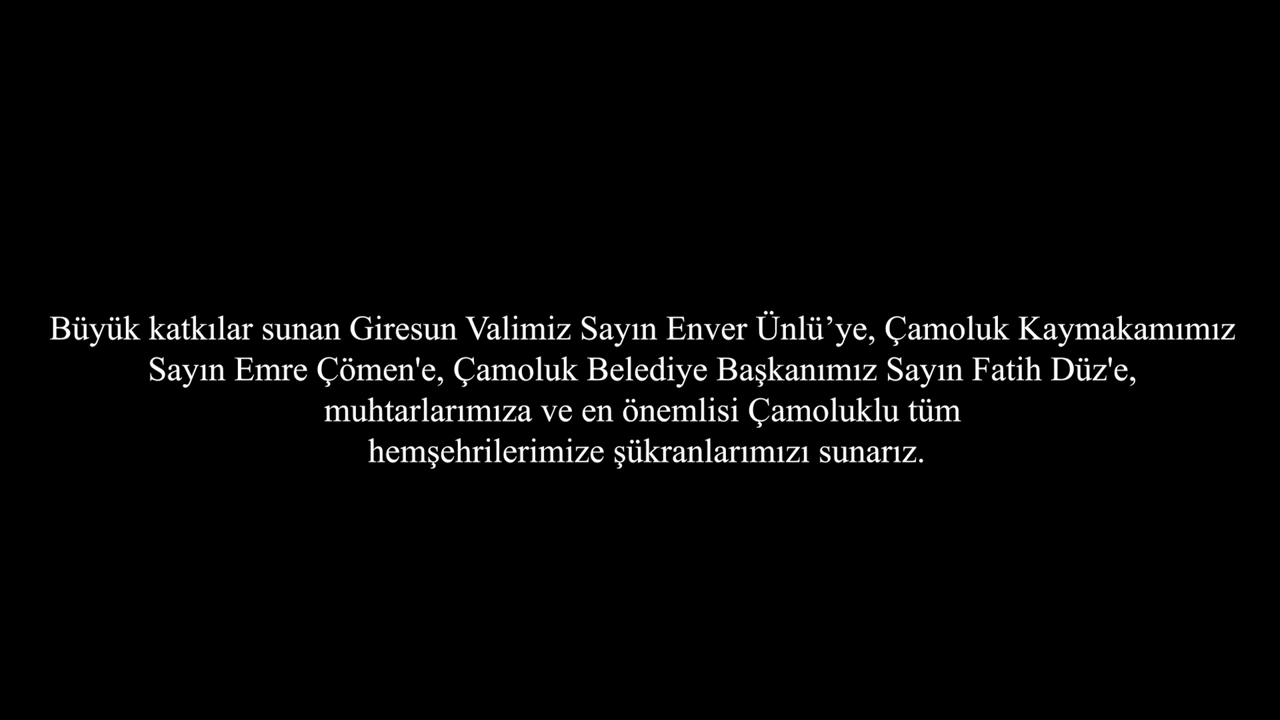 Büyük katkılar sunan Giresun Valimiz Sayın Enver Ünlü’ye, Çamoluk Kaymakamımız
Sayın Emre Çömen'e, Çamoluk Belediye Başkanımız Sayın Fatih Düz'e,
muhtarlarımıza ve en önemlisi Çamoluklu tüm
hemşehrilerimize şükranlarımızı sunarız.